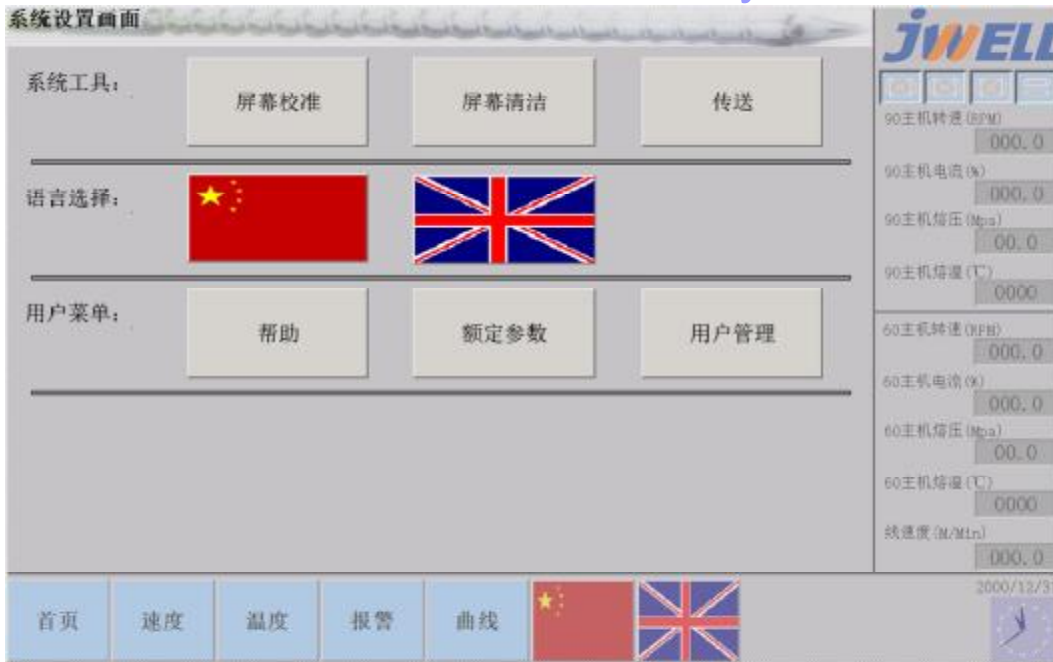 系统设置画面
jWELL
系统工具：
屏幕校准
屏幕清洁
传送
语言选择：
用户菜单：
帮助
额定参数
用户管理
90主机转速(RPM)
000.0
90主机电流(%)
000.0
90主机熔压(Mpa)
00.0
90主机熔温(℃)
0000
60主机转速(RPM)
000.0
60主机电流(%)
000.0
60主机熔压(Mpa)
00.0
60主机熔温(℃)
0000
线速度(M/Min)
000.0
首页
速度
温度
报警
曲线
2000/12/3